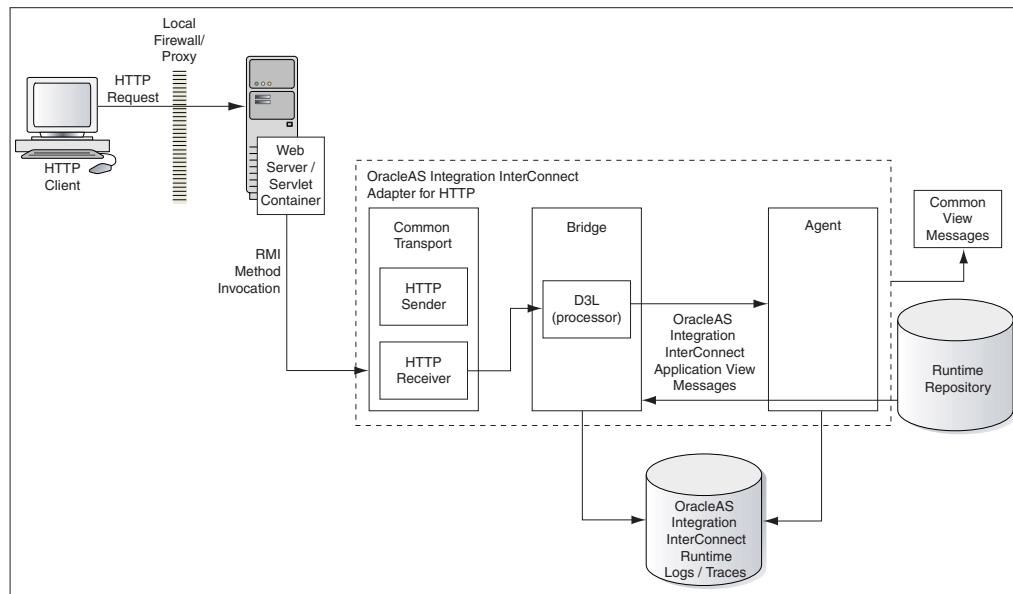 Local
Firewall/
Proxy
HTTP
Request
HTTP
Client
Web
Server /
Servlet
Container
RMI
Method
Invocation
OracleAS Integration InterConnect
Adapter for HTTP
Common
Transport
HTTP
Sender
HTTP
Receiver
Bridge
D3L
(processor)
OracleAS
Integration
InterConnect
Application View
Messages
Agent
Common
View
Messages
Runtime
Repository
OracleAS
Integration
InterConnect
Runtime
Logs / Traces